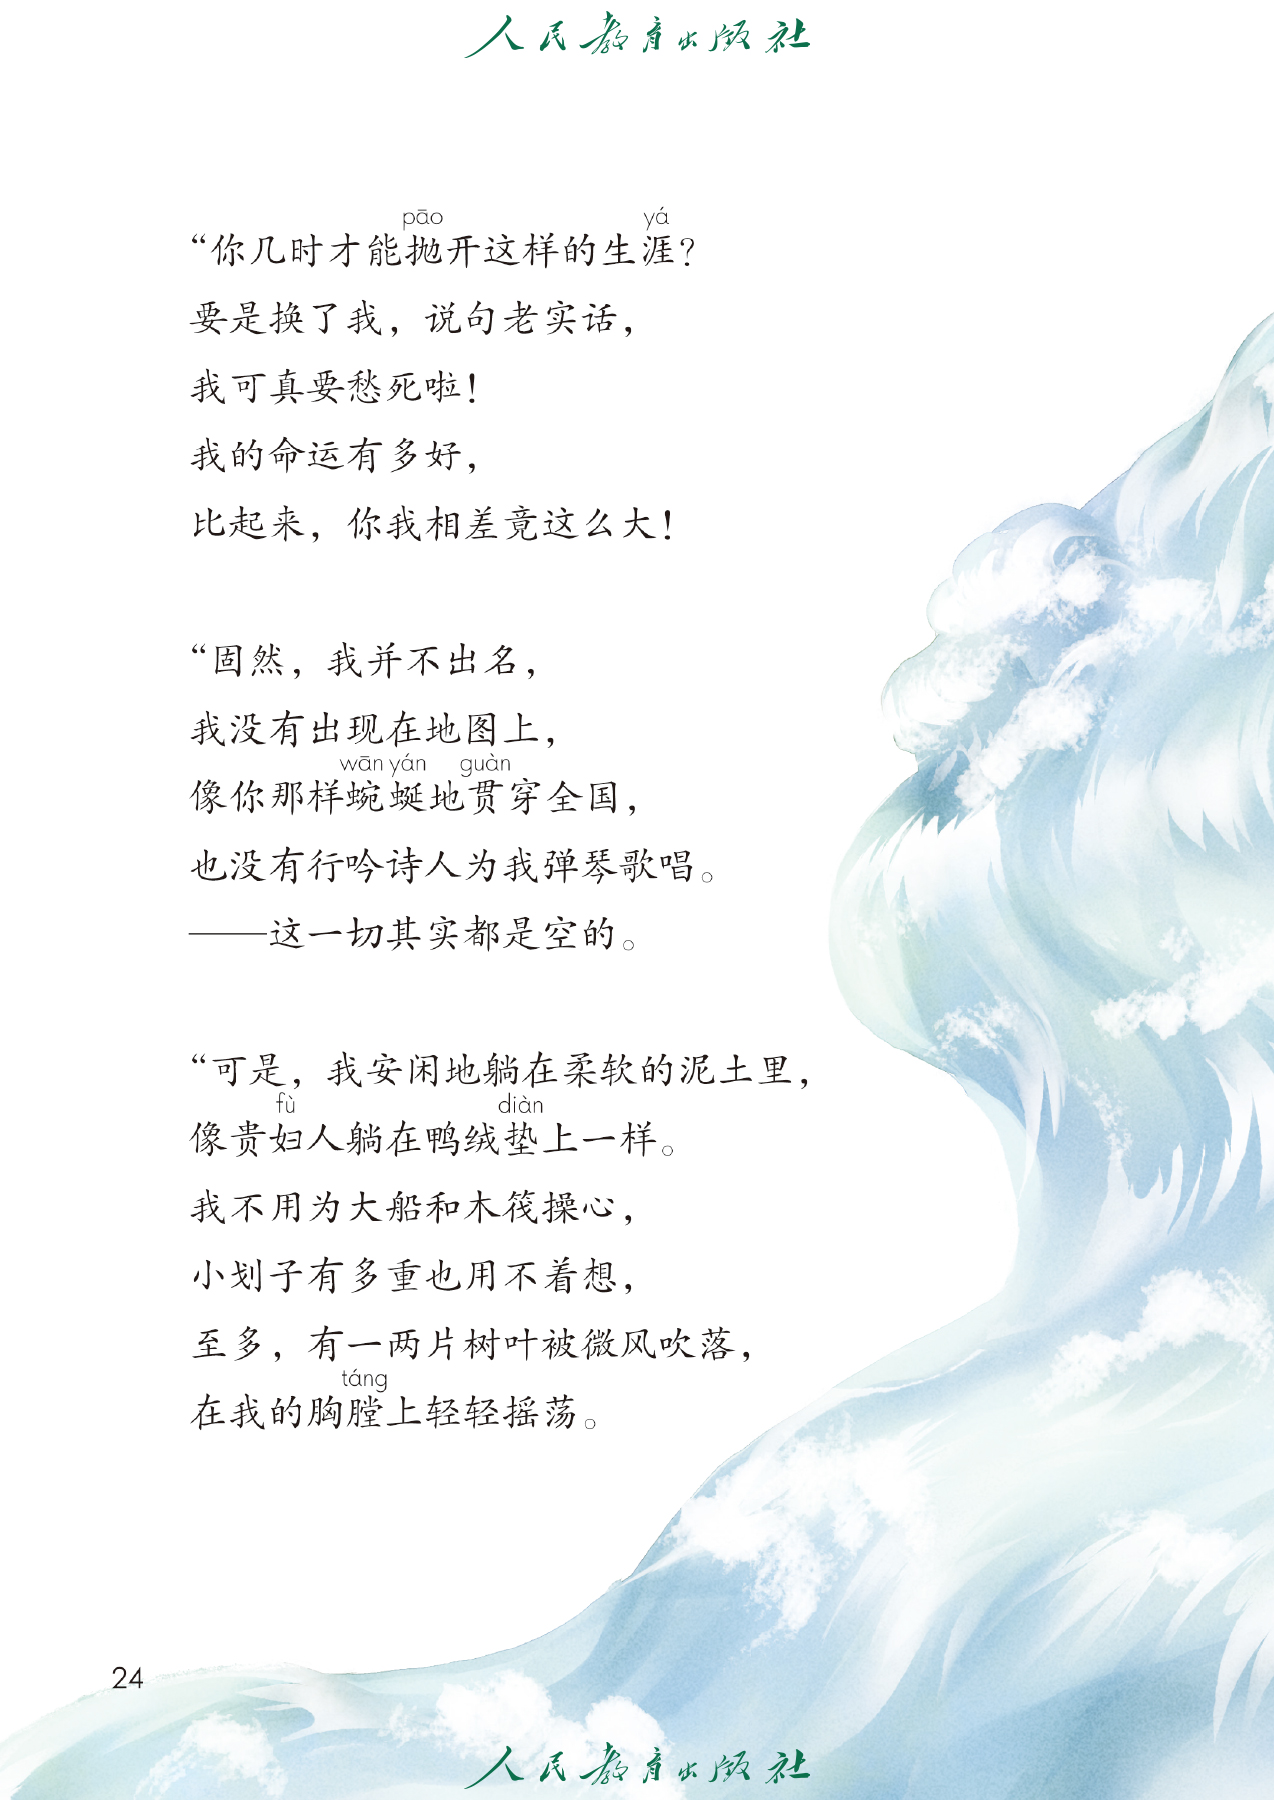 人民教育出版社
pāo yá
“你几时才能抛开这样的生涯？
要是换了我，说句老实话，
我可真要愁死啦！
我的命运有多好，
比起来，你我相差竟这么大！
“固然，我并不出名，
我没有出现在地图上，
wān yán guàn
像你那样蜿蜒地贯穿全国，
也没有行吟诗人为我弹琴歌唱。
——这一切其实都是空的。
“可是，我安闲地躺在柔软的泥土里，
fù diàn
像贵妇人躺在鸭绒垫上一样。
我不用为大船和木筏操心，
小划子有多重也用不着想，
至多，有一两片树叶被微风吹落，
táng
在我的胸膛上轻轻摇荡。
24
人民教育出版社